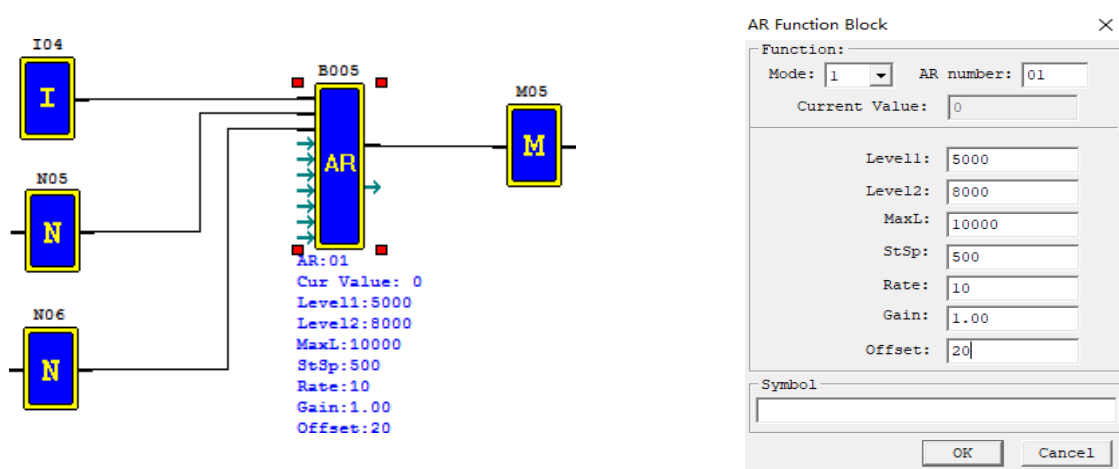 I04
I
B005
AR
M05
M
N05
N
N06
N
AR:01
Cur Value: 0
Level1:5000
Level2:8000
MaxL:10000
StSp:500
Rate:10
Gain:1.00
Offset:20
AR Function Block
Function:
Mode: 1 AR number: 01
Current Value: 0
Level1: 5000
Level2: 8000
MaxL: 10000
StSp: 500
Rate: 10
Gain: 1.00
Offset: 20
Symbol
OK Cancel